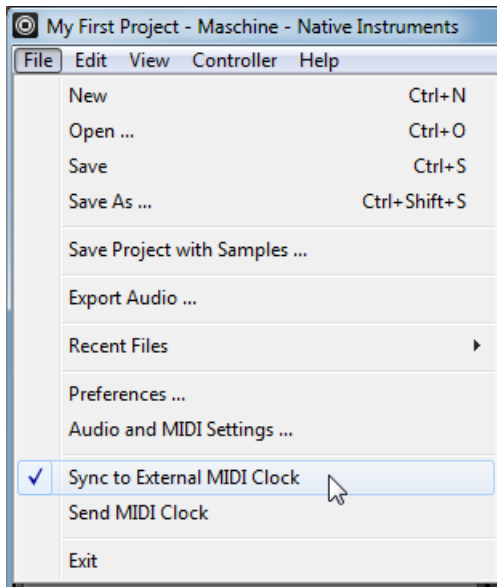 My First Project - Maschine - Native Instruments
File Edit View Controller Help
New Ctrl+N
Open ... Ctrl+O
Save Ctrl+S
Save As ... Ctrl+Shift+S
Save Project with Samples ...
Export Audio ...
Recent Files
Preferences ...
Audio and MIDI Settings ...
Sync to External MIDI Clock
Send MIDI Clock
Exit